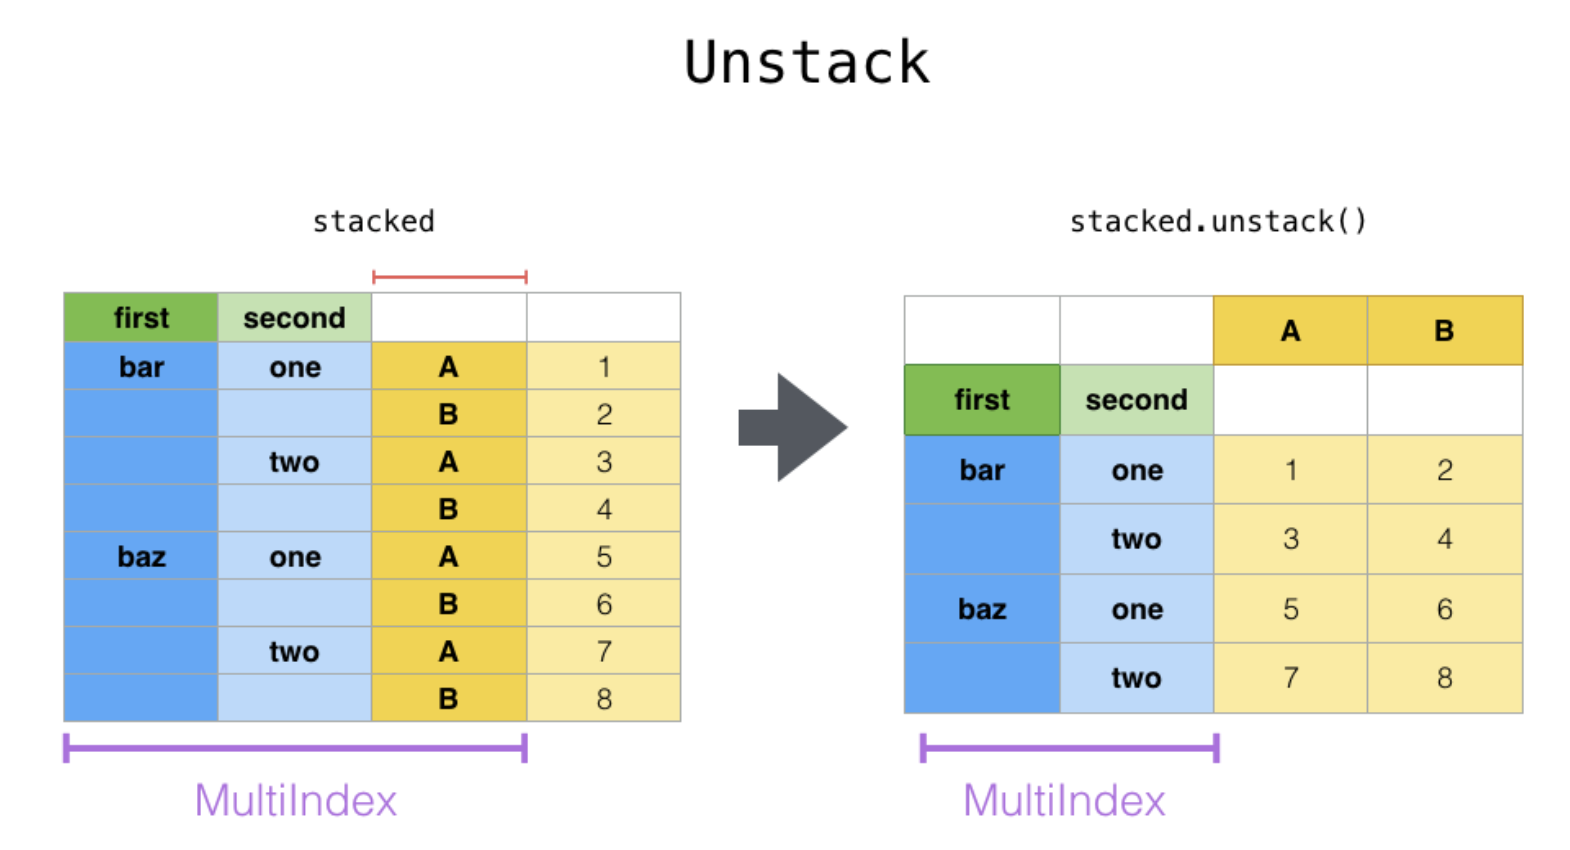 Unstack
stacked
first second
bar one A 1
B 2
two A 3
B 4
baz one A 5
B 6
two A 7
B 8
MultiIndex
stacked.unstack()
A B
first second
bar one 1 2
two 3 4
baz one 5 6
two 7 8
MultiIndex